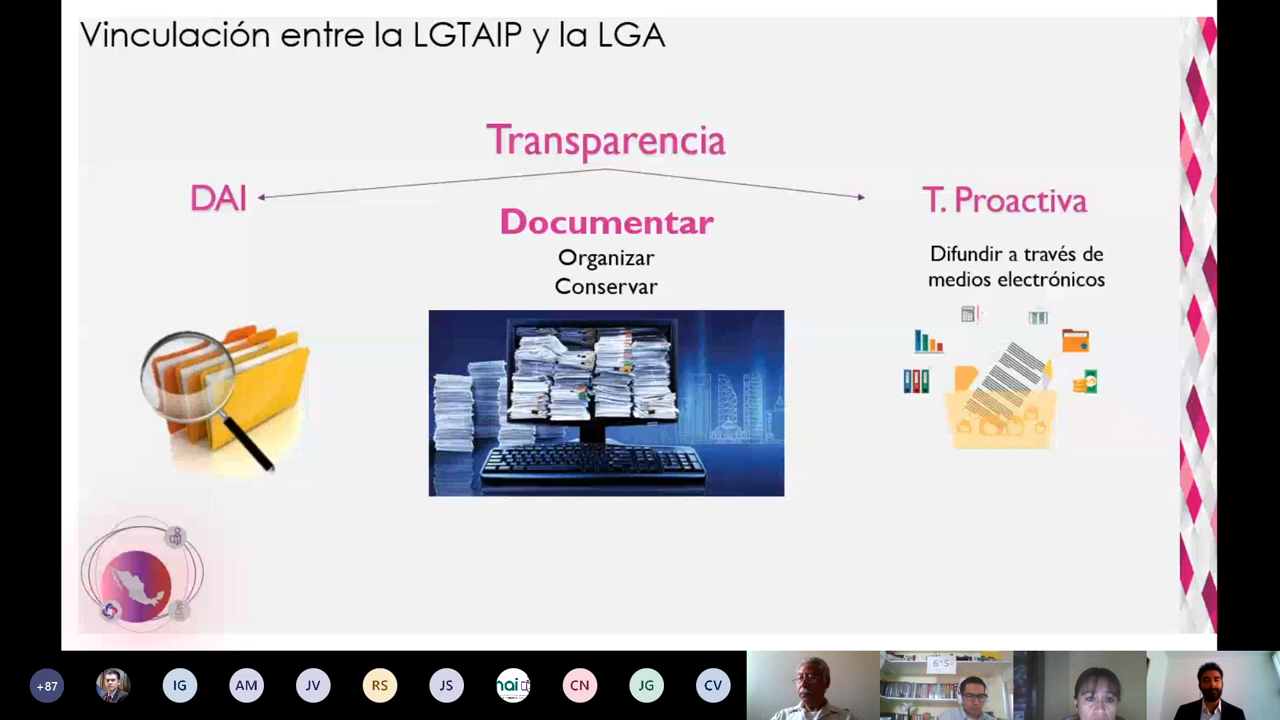 Vinculación entre la LGTAIP y la LGA
Transparencia
DAI
T. Proactiva
Documentar
Organizar
Conservar
Difundir a través de
medios electrónicos
+87
IG
AM
JV
RS
JS
nai
CN
JG
CV